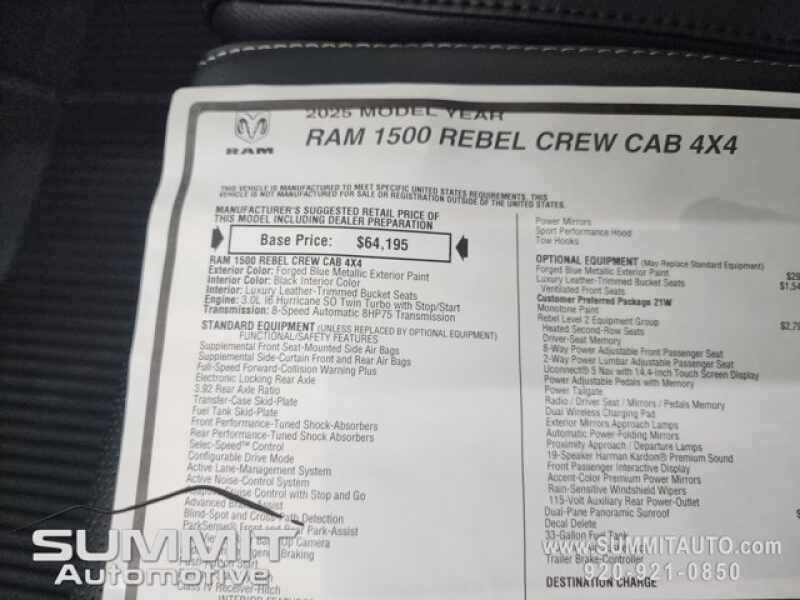 2025 MODEL YEAR
RAM 1500 REBEL CREW CAB 4X4
RAM
THIS VEHICLE IS MANUFACTURED TO MEET SPECIFIC UNITED STATES REQUIREMENTS. THIS
VEHICLE IS NOT MANUFACTURED FOR SALE OR REGISTRATION OUTSIDE OF THE UNITED STATES.
MANUFACTURER'S SUGGESTED RETAIL PRICE OF
THIS MODEL INCLUDING DEALER PREPARATION
Base Price: $64,195
RAM 1500 REBEL CREW CAB 4X4
Exterior Color: Forged Blue Metallic Exterior Paint
Interior Color: Black Interior Color
Interior: Luxury Leather-Trimmed Bucket Seats
Engine: 3.0L I6 Hurricane SO Twin Turbo with Stop/Start
Transmission: 8-Speed Automatic 8HP75 Transmission
STANDARD EQUIPMENT (UNLESS REPLACED BY OPTIONAL EQUIPMENT)
FUNCTIONAL/SAFETY FEATURES
Supplemental Front Seat-Mounted Side Air Bags
Supplemental Side-Curtain Front and Rear Air Bags
Full-Speed Forward-Collision Warning Plus
Electronic Locking Rear Axle
3.92 Rear Axle Ratio
Transfer-Case Skid-Plate
Fuel Tank Skid-Plate
Front Performance-Tuned Shock-Absorbers
Rear Performance-Tuned Shock Absorbers
Selec-Speed™ Control
Configurable Drive Mode
Active Lane-Management System
Active Noise-Control System
Cruise Control with Stop and Go
Advanced Brake Assist
Blind-Spot and Cross-Path Detection
ParkSense® Front and Rear Park-Assist
Camera
Braking
Start
Class IV Receiver-Hitch
INTERIOR FEATURES
Power Mirrors
Sport Performance Hood
Tow Hooks
OPTIONAL EQUIPMENT (May Replace Standard Equipment)
Forged Blue Metallic Exterior Paint
Luxury Leather-Trimmed Bucket Seats
Ventilated Front Seats
Customer Preferred Package 21W
Monotone Paint
Rebel Level 2 Equipment Group
Heated Second-Row Seats
Driver-Seat Memory
8-Way Power Adjustable Front Passenger Seat
2-Way Power Lumbar Adjustable Passenger Seat
Uconnect® 5 Nav with 14.4-Inch Touch Screen Display
Power Adjustable Pedals with Memory
Power Tailgate
Radio / Driver Seat / Mirrors / Pedals Memory
Dual Wireless Charging Pad
Exterior Mirrors Approach Lamps
Automatic Power-Folding Mirrors
Proximity Approach / Departure Lamps
19-Speaker Harman Kardon® Premium Sound
Front Passenger Interactive Display
Accent-Color Premium Power Mirrors
Rain-Sensitive Windshield Wipers
115-Volt Auxiliary Rear Power-Outlet
Dual-Pane Panoramic Sunroof
Decal Delete
33-Gallon Fuel Tank
Trailer Brake-Controller
DESTINATION CHARGE
SUMMIT
Automotive
www.SUMMITAUTO.com
920-921-0850